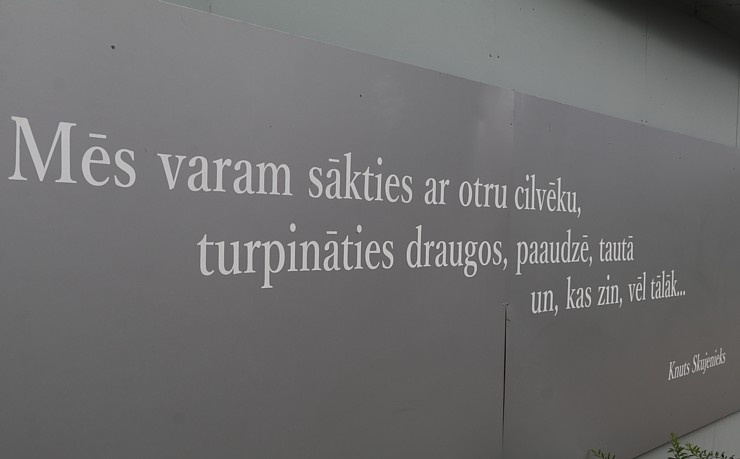 Mēs varam sākties ar otru cilvēku,
turpināties draugos, paaudzē, tautā
un, kas zin, vēl tālāk...
Knuts Skujenieks